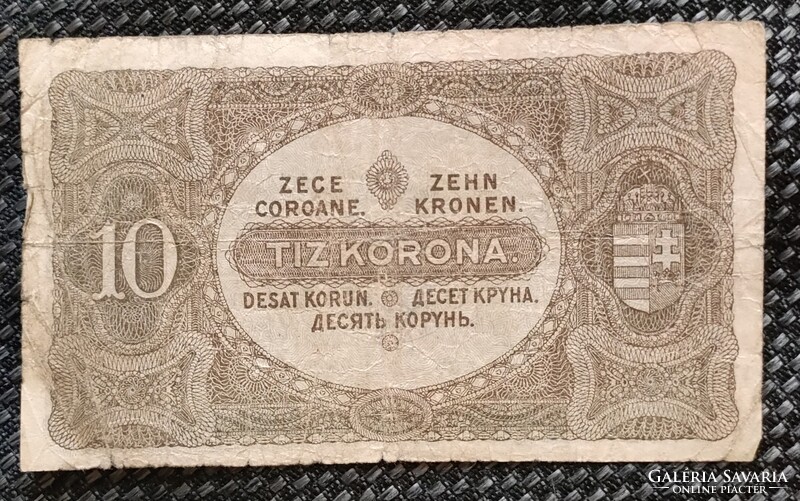 ZECE COROANE.
ZEHN KRONEN.
10
TIZ KORONA.
DESAT KORUN. ДЕСЕТ КРУНА.
ДЕСЯТЬ КОРУНЬ.
GALÉRIA SAVARIA
ONLINE PIACTÉR